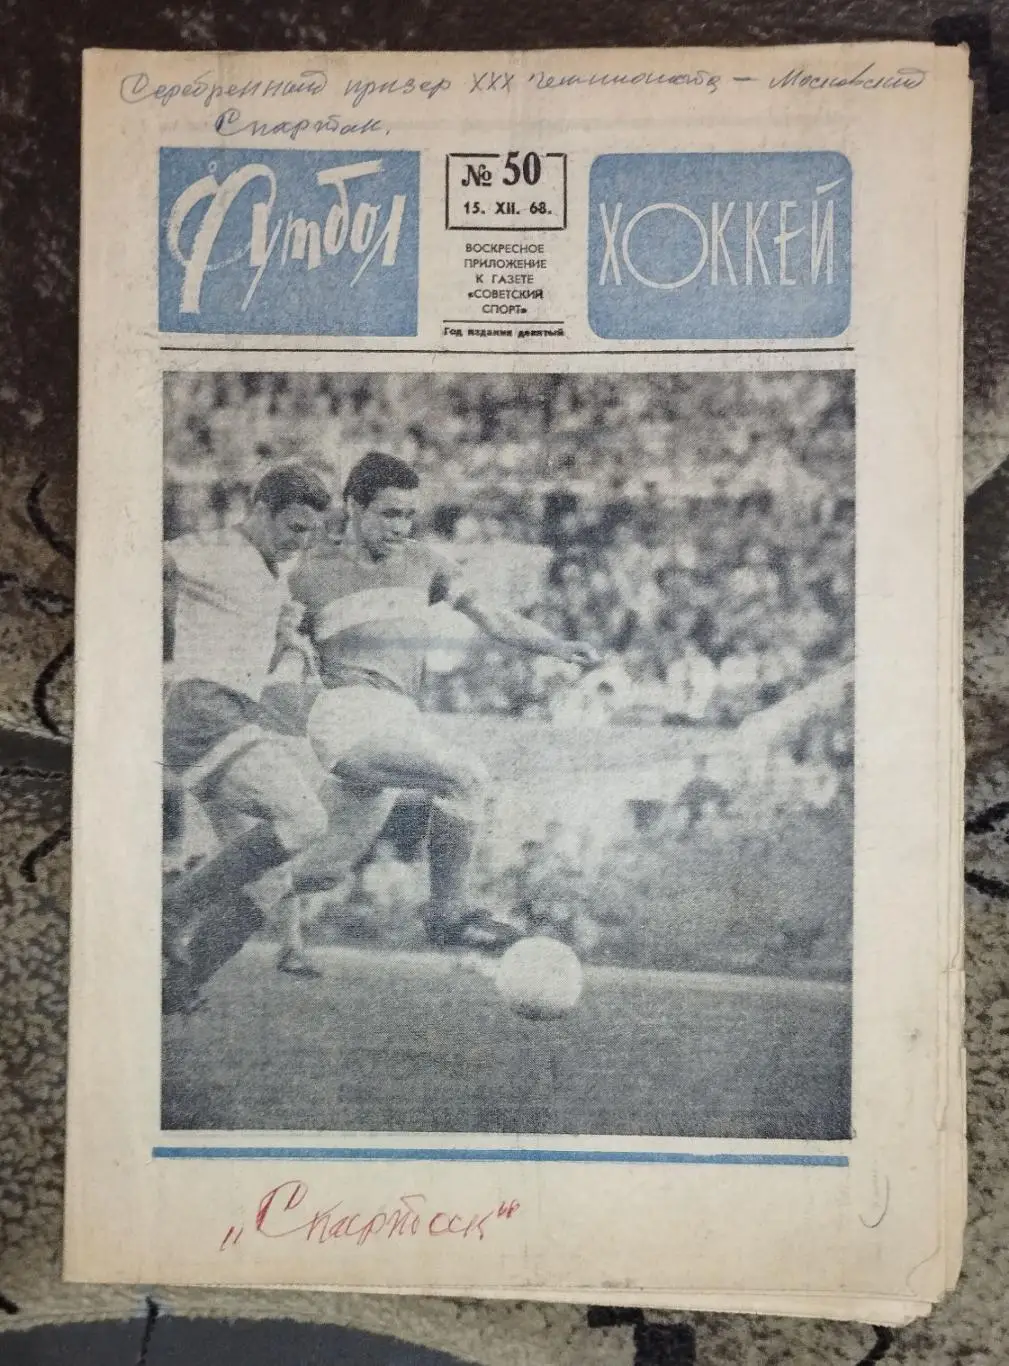 Серебренный призер XXX чемпионата — Московский
Спартак.
Футбол
№ 50
15. XII. 68.
ВОСКРЕСНОЕ
ПРИЛОЖЕНИЕ
К ГАЗЕТЕ
«СОВЕТСКИЙ
СПОРТ»
Год издания девятый
ХОККЕЙ
„Спартак"